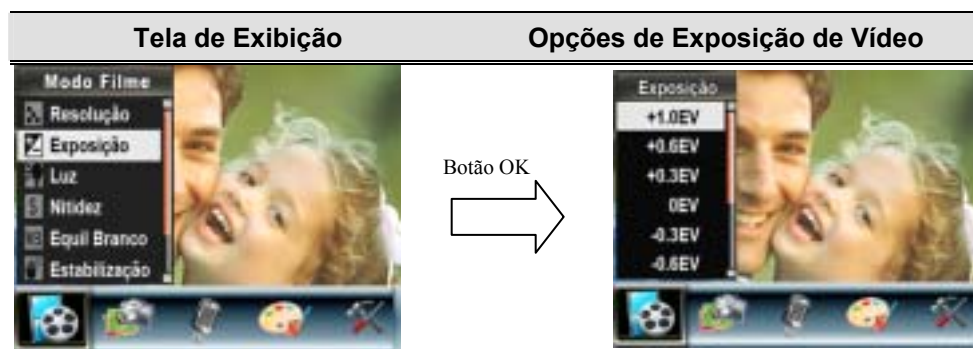 Tela de Exibição
Opções de Exposição de Vídeo
Modo Filme
Resolução
Exposição
Luz
Nitidez
Equil Branco
Estabilização
Botão OK
Exposição
+1.0EV
+0.6EV
+0.3EV
0EV
-0.3EV
-0.6EV